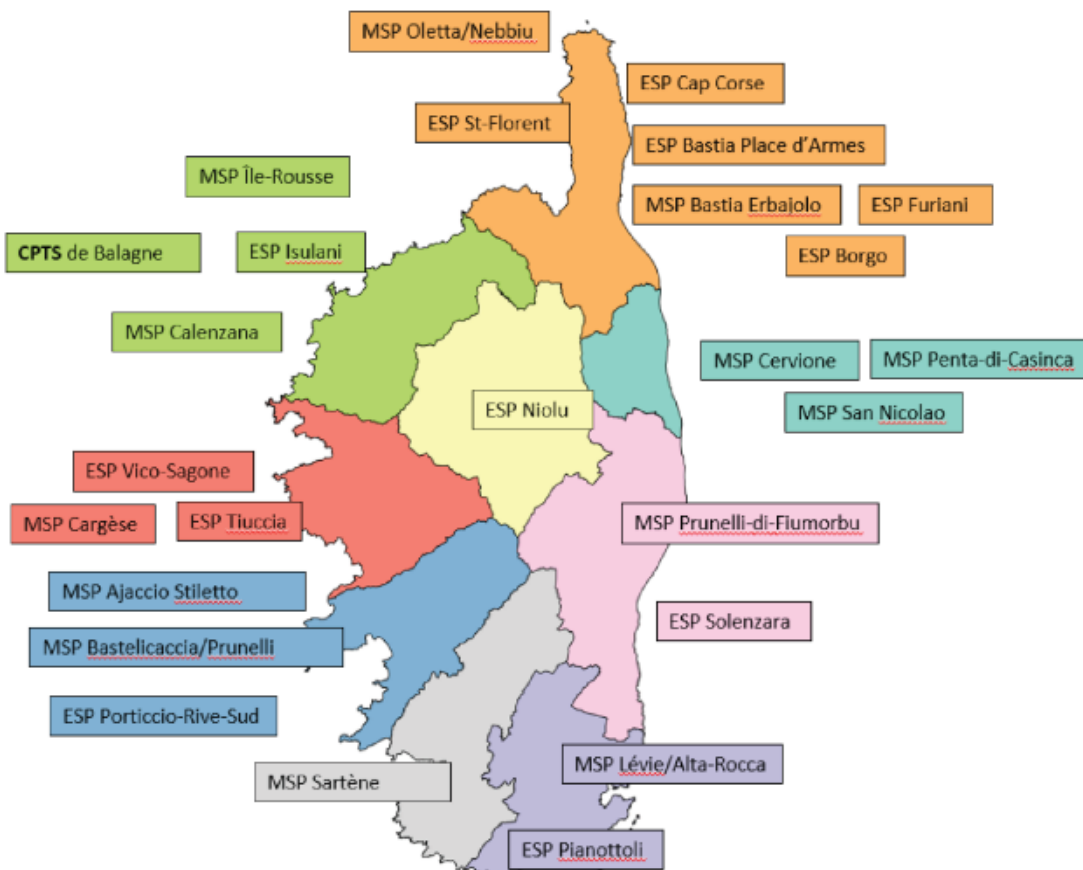 MSP Oletta/Nebbiu
ESP Cap Corse
ESP St-Florent
ESP Bastia Place d’Armes
MSP Île-Rousse
MSP Bastia Erbajolo
ESP Furiani
CPTS de Balagne
ESP Isulani
ESP Borgo
MSP Calenzana
MSP Cervione
MSP Penta-di-Casinca
ESP Niolu
MSP San Nicolao
ESP Vico-Sagone
MSP Cargèse
ESP Tiuccia
MSP Prunelli-di-Fiumorbu
MSP Ajaccio Stiletto
ESP Solenzara
MSP Bastelicaccia/Prunelli
ESP Porticcio-Rive-Sud
MSP Lévie/Alta-Rocca
MSP Sartène
ESP Pianottoli